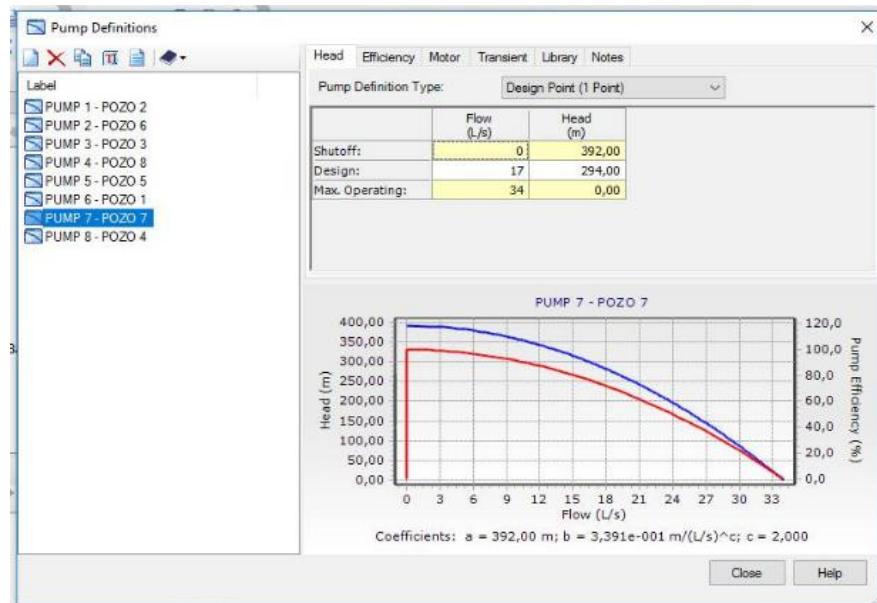 Pump Definitions
Label
PUMP 1 - POZO 2
PUMP 2 - POZO 6
PUMP 3 - POZO 3
PUMP 4 - POZO 8
PUMP 5 - POZO 5
PUMP 6 - POZO 1
PUMP 7 - POZO 7
PUMP 8 - POZO 4
Head Efficiency Motor Transient Library Notes
Pump Definition Type: Design Point (1 Point)
Flow (L/s) Head (m)
Shutoff: 0 392,00
Design: 17 294,00
Max. Operating: 34 0,00
PUMP 7 - POZO 7
Head (m)
400,00
350,00
300,00
250,00
200,00
150,00
100,00
50,00
0,00
120,0
100,0
80,0
60,0
40,0
20,0
0,0
Pump Efficiency (%)
0 3 6 9 12 15 18 21 24 27 30 33
Flow (L/s)
Coefficients: a = 392,00 m; b = 3,391e-001 m/(L/s)^c; c = 2,000
Close Help